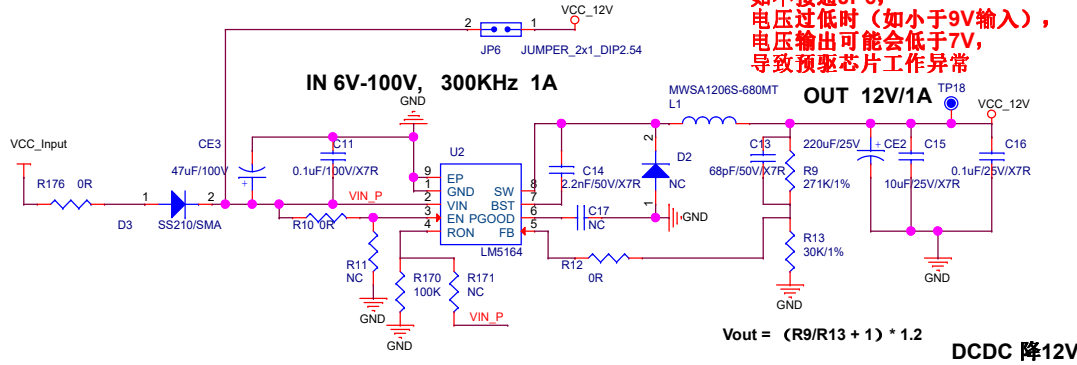 电压过低时（如小于9V输入），
电压输出可能会低于7V，
导致预驱芯片工作异常
VCC_12V
2
1
JP6
JUMPER_2x1_DIP2.54
IN 6V-100V, 300KHz 1A
OUT 12V/1A
TP18
VCC_12V
MWSA1206S-680MT
L1
GND
VCC_Input
R176 0R
1
2
D3
SS210/SMA
CE3
47uF/100V
+
C11
0.1uF/100V/X7R
VIN_P
R10 0R
R11
NC
GND
R170
100K
GND
R171
NC
VIN_P
U2
9 EP
1 GND
2 VIN
3 EN
4 RON
SW 8
BST 7
PGOOD 6
FB 5
LM5164
C14
2.2nF/50V/X7R
C17
NC
2
D2
NC
1
GND
R12
0R
C13
68pF/50V/X7R
R9
271K/1%
R13
30K/1%
GND
220uF/25V
+
CE2
C15
10uF/25V/X7R
C16
0.1uF/25V/X7R
GND
Vout = （R9/R13 + 1）* 1.2
DCDC 降12V